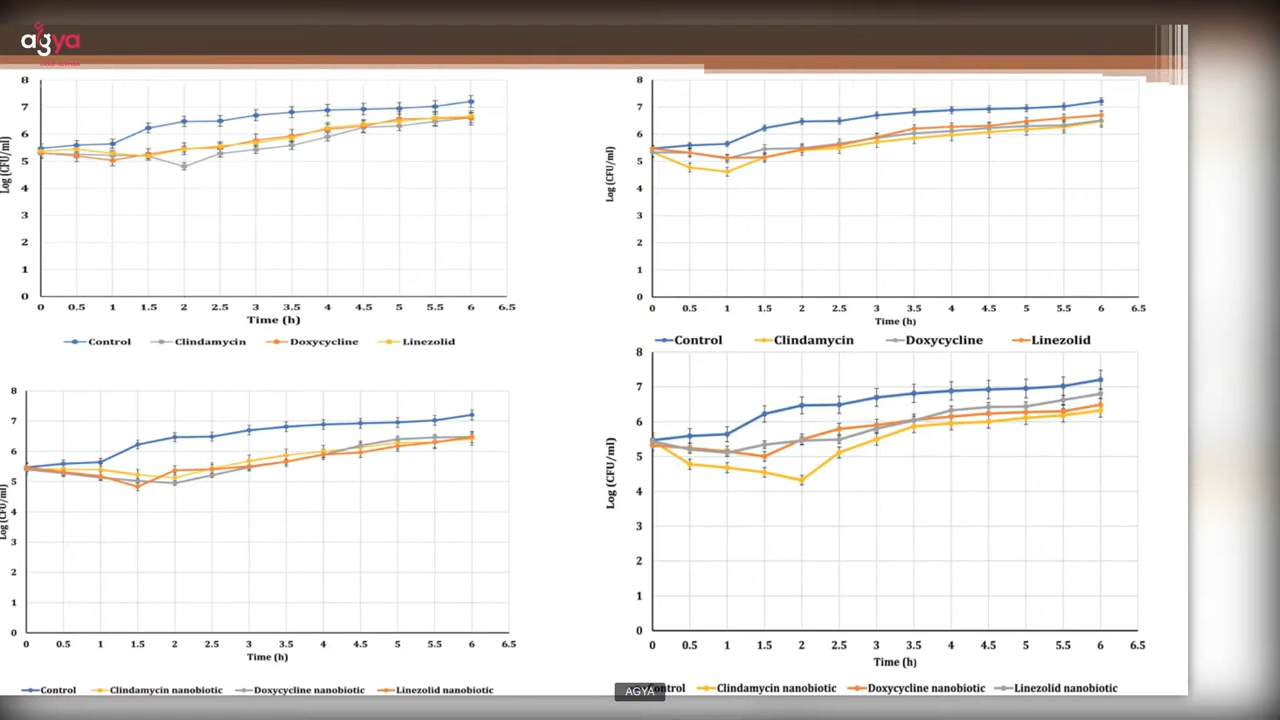 agya
8
7
6
5
4
3
2
1
0
Log (CFU/ml)
0 0.5 1 1.5 2 2.5 3 3.5 4 4.5 5 5.5 6 6.5
Time (h)
Control Clindamycin Doxycycline Linezolid
8
7
6
5
4
3
2
1
0
Log (CFU/ml)
0 0.5 1 1.5 2 2.5 3 3.5 4 4.5 5 5.5 6 6.5
Time (h)
Control Clindamycin Doxycycline Linezolid
8
7
6
5
4
3
2
1
0
Log (CFU/ml)
0 0.5 1 1.5 2 2.5 3 3.5 4 4.5 5 5.5 6 6.5
Time (h)
Control Clindamycin nanobiotic Doxycycline nanobiotic Linezolid nanobiotic
8
7
6
5
4
3
2
1
0
Log (CFU/ml)
0 0.5 1 1.5 2 2.5 3 3.5 4 4.5 5 5.5 6 6.5
Time (h)
Clindamycin nanobiotic Doxycycline nanobiotic Linezolid nanobiotic
AGYA